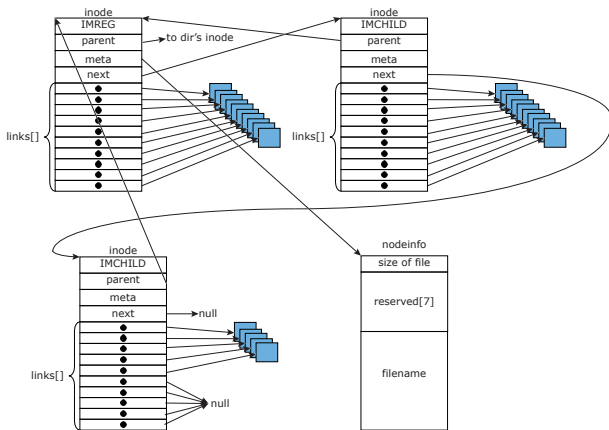 inode
IMREG
parent
to dir's inode
meta
next
links[]
inode
IMCHILD
parent
meta
next
links[]
inode
IMCHILD
parent
meta
next
null
links[]
null
nodeinfo
size of file
reserved[7]
filename